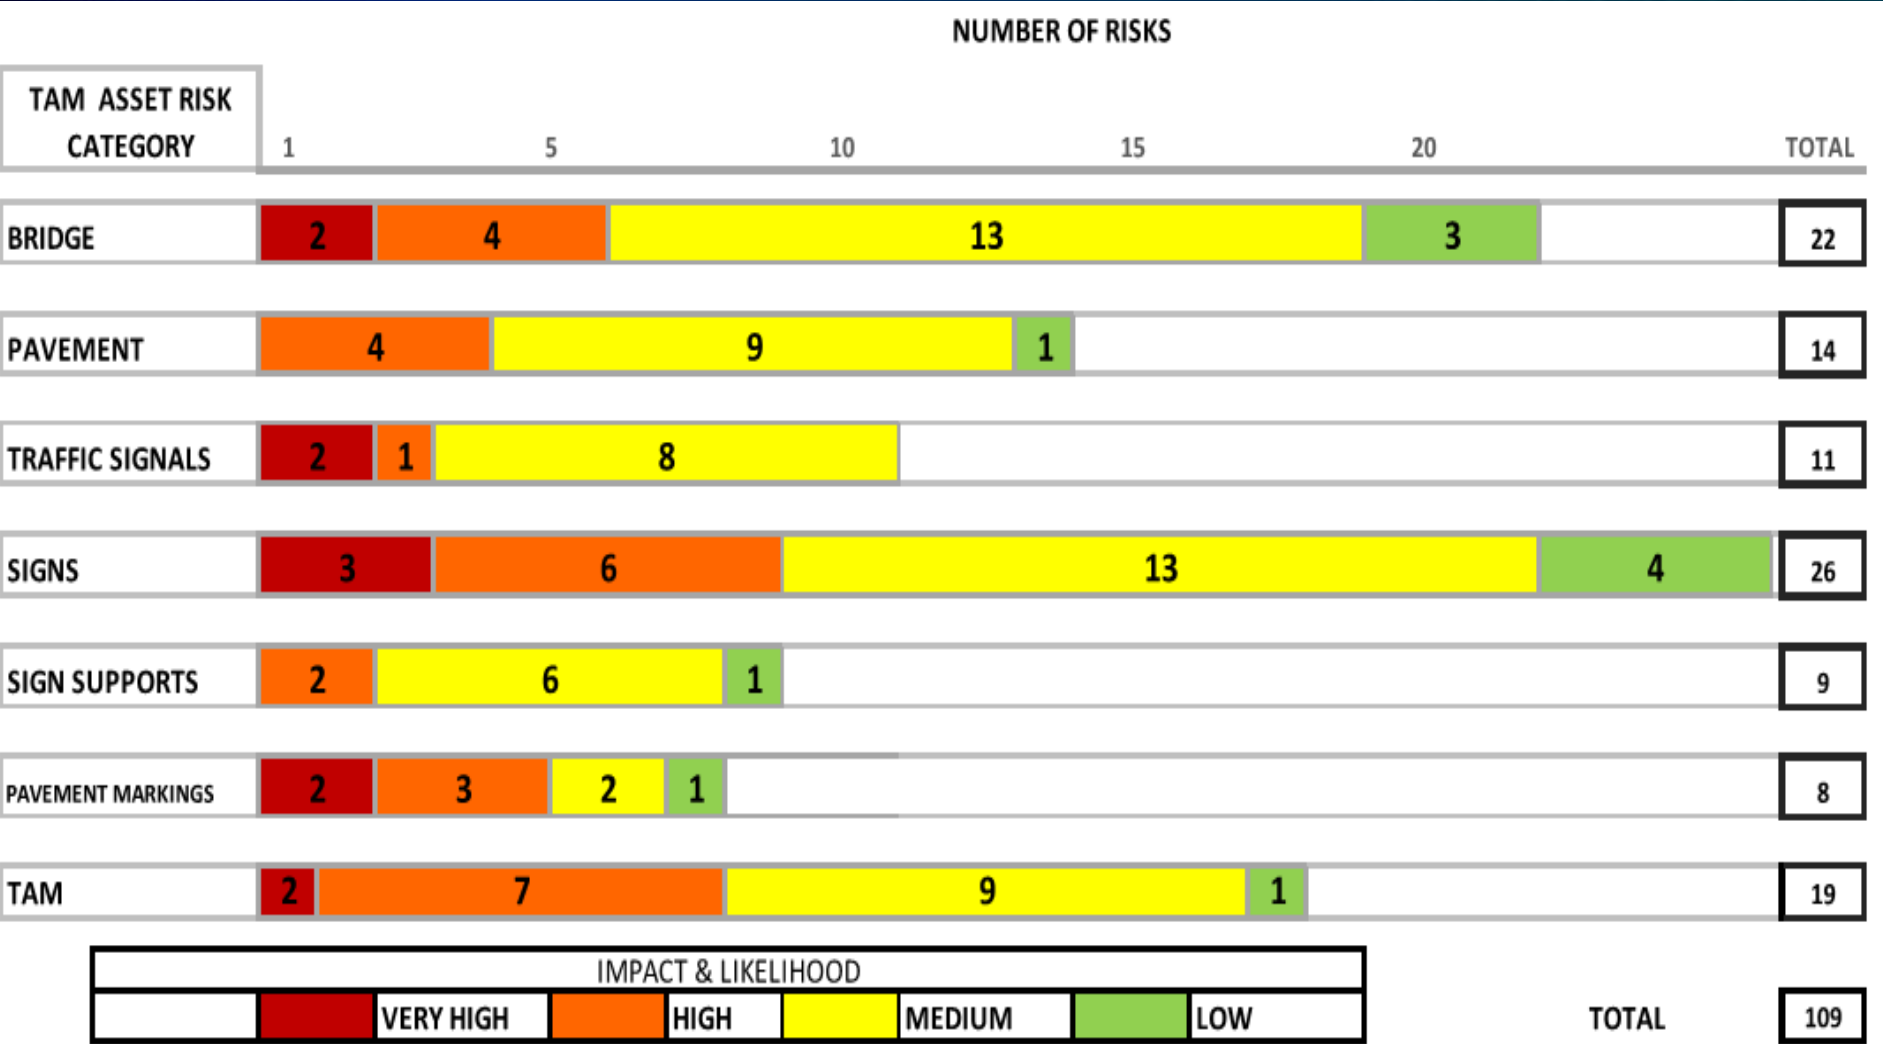 NUMBER OF RISKS
TAM ASSET RISK
CATEGORY
1 5 10 15 20 TOTAL
BRIDGE 2 4 13 3 22
PAVEMENT 4 9 1 14
TRAFFIC SIGNALS 2 1 8 11
SIGNS 3 6 13 4 26
SIGN SUPPORTS 2 6 1 9
PAVEMENT MARKINGS 2 3 2 1 8
TAM 2 7 9 1 19
IMPACT & LIKELIHOOD
VERY HIGH HIGH MEDIUM LOW TOTAL 109